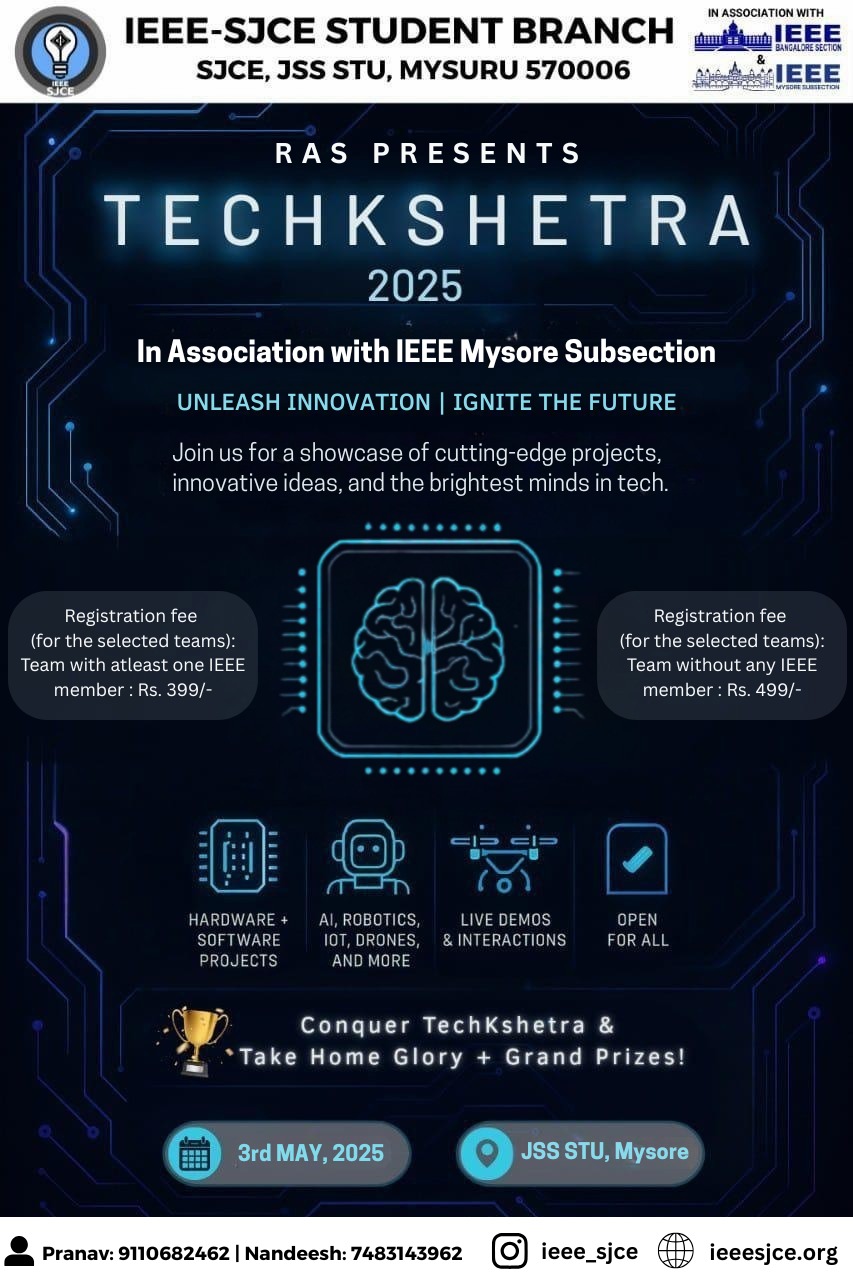 IEEE-SJCE STUDENT BRANCH
SJCE, JSS STU, MYSURU 570006
IEEE
SJCE
IN ASSOCIATION WITH
IEEE
BANGALORE SECTION
&
IEEE
MYSORE SUBSECTION
RAS PRESENTS
TECHKSHETRA
2025
In Association with IEEE Mysore Subsection
UNLEASH INNOVATION | IGNITE THE FUTURE
Join us for a showcase of cutting-edge projects,
innovative ideas, and the brightest minds in tech.
Registration fee
(for the selected teams):
Team with atleast one IEEE
member : Rs. 399/-
Registration fee
(for the selected teams):
Team without any IEEE
member : Rs. 499/-
HARDWARE +
SOFTWARE
PROJECTS
AI, ROBOTICS,
IOT, DRONES,
AND MORE
LIVE DEMOS
& INTERACTIONS
OPEN
FOR ALL
Conquer TechKshetra &
Take Home Glory + Grand Prizes!
3rd MAY, 2025
JSS STU, Mysore
Pranav: 9110682462 | Nandeesh: 7483143962
ieee_sjce
ieeesjce.org